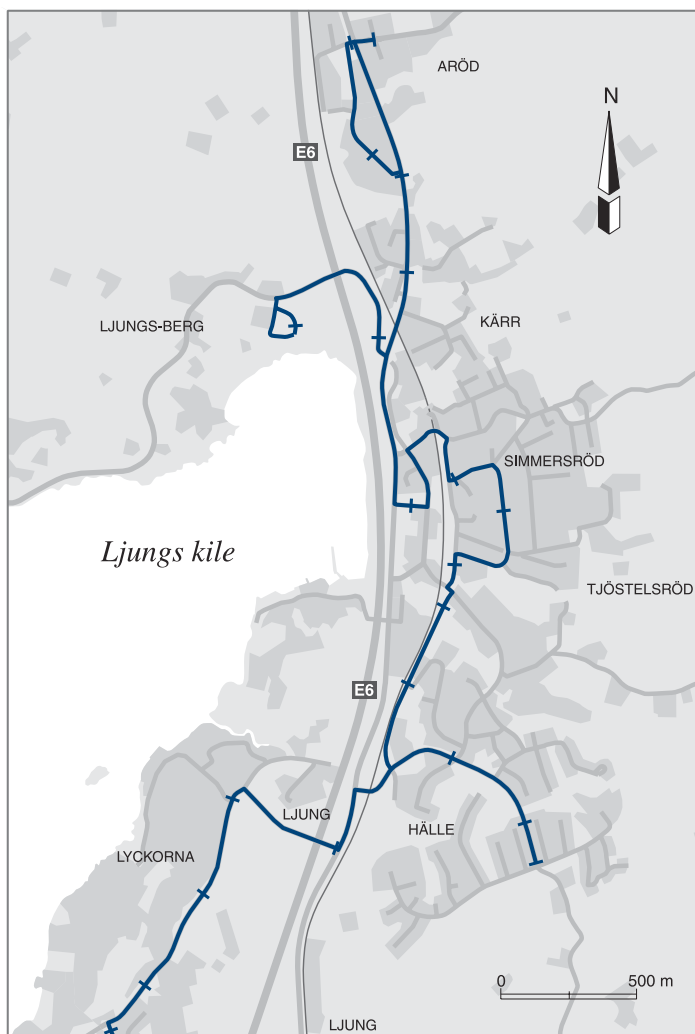 ARÖD
N
E6
LJUNGS-BERG
KÄRR
SIMMERSRÖD
Ljungs kile
TJÖSTELSRÖD
E6
LJUNG
HÄLLE
LYCKORNA
0 500 m
LJUNG